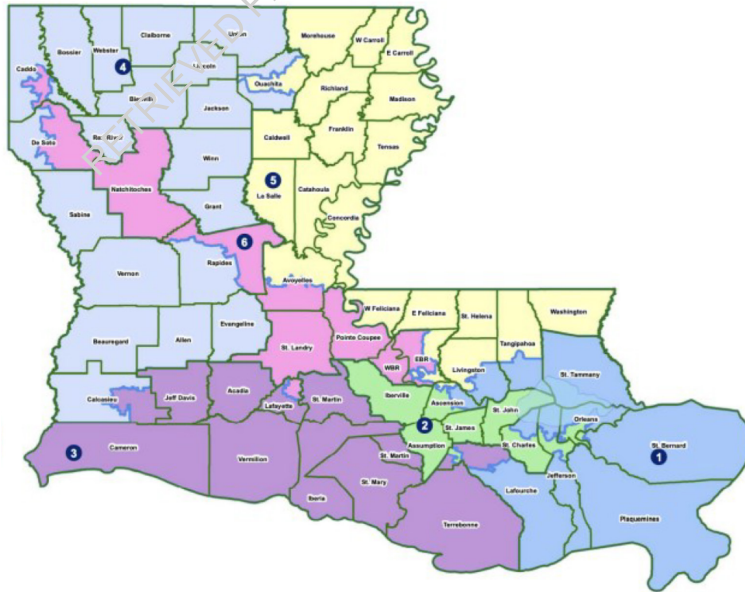 RETRIEVED
Claiborne
Union
Morehouse
W Carroll
E Carroll
Bossier
Webster
Caddo
4
Lincoln
Ouachita
Richland
Madison
Bienville
Jackson
Franklin
Caldwell
Tensas
De Soto
Red River
Winn
Natchitoches
5
La Salle
Catahoula
Sabine
Grant
Concordia
6
Rapides
Vernon
Avoyelles
W Feliciana
E Feliciana
St. Helena
Washington
Beauregard
Allen
Evangeline
St. Landry
Pointe Coupee
Tangipahoa
WBR
EBR
Livingston
St. Tammany
Calcasieu
Jeff Davis
Acadia
Lafayette
St. Martin
Iberville
Ascension
St. John
Orleans
2
St. James
St. Charles
Assumption
St. Bernard
1
3
Cameron
Vermilion
St. Martin
Iberia
St. Mary
Terrebonne
Lafourche
Jefferson
Plaquemines